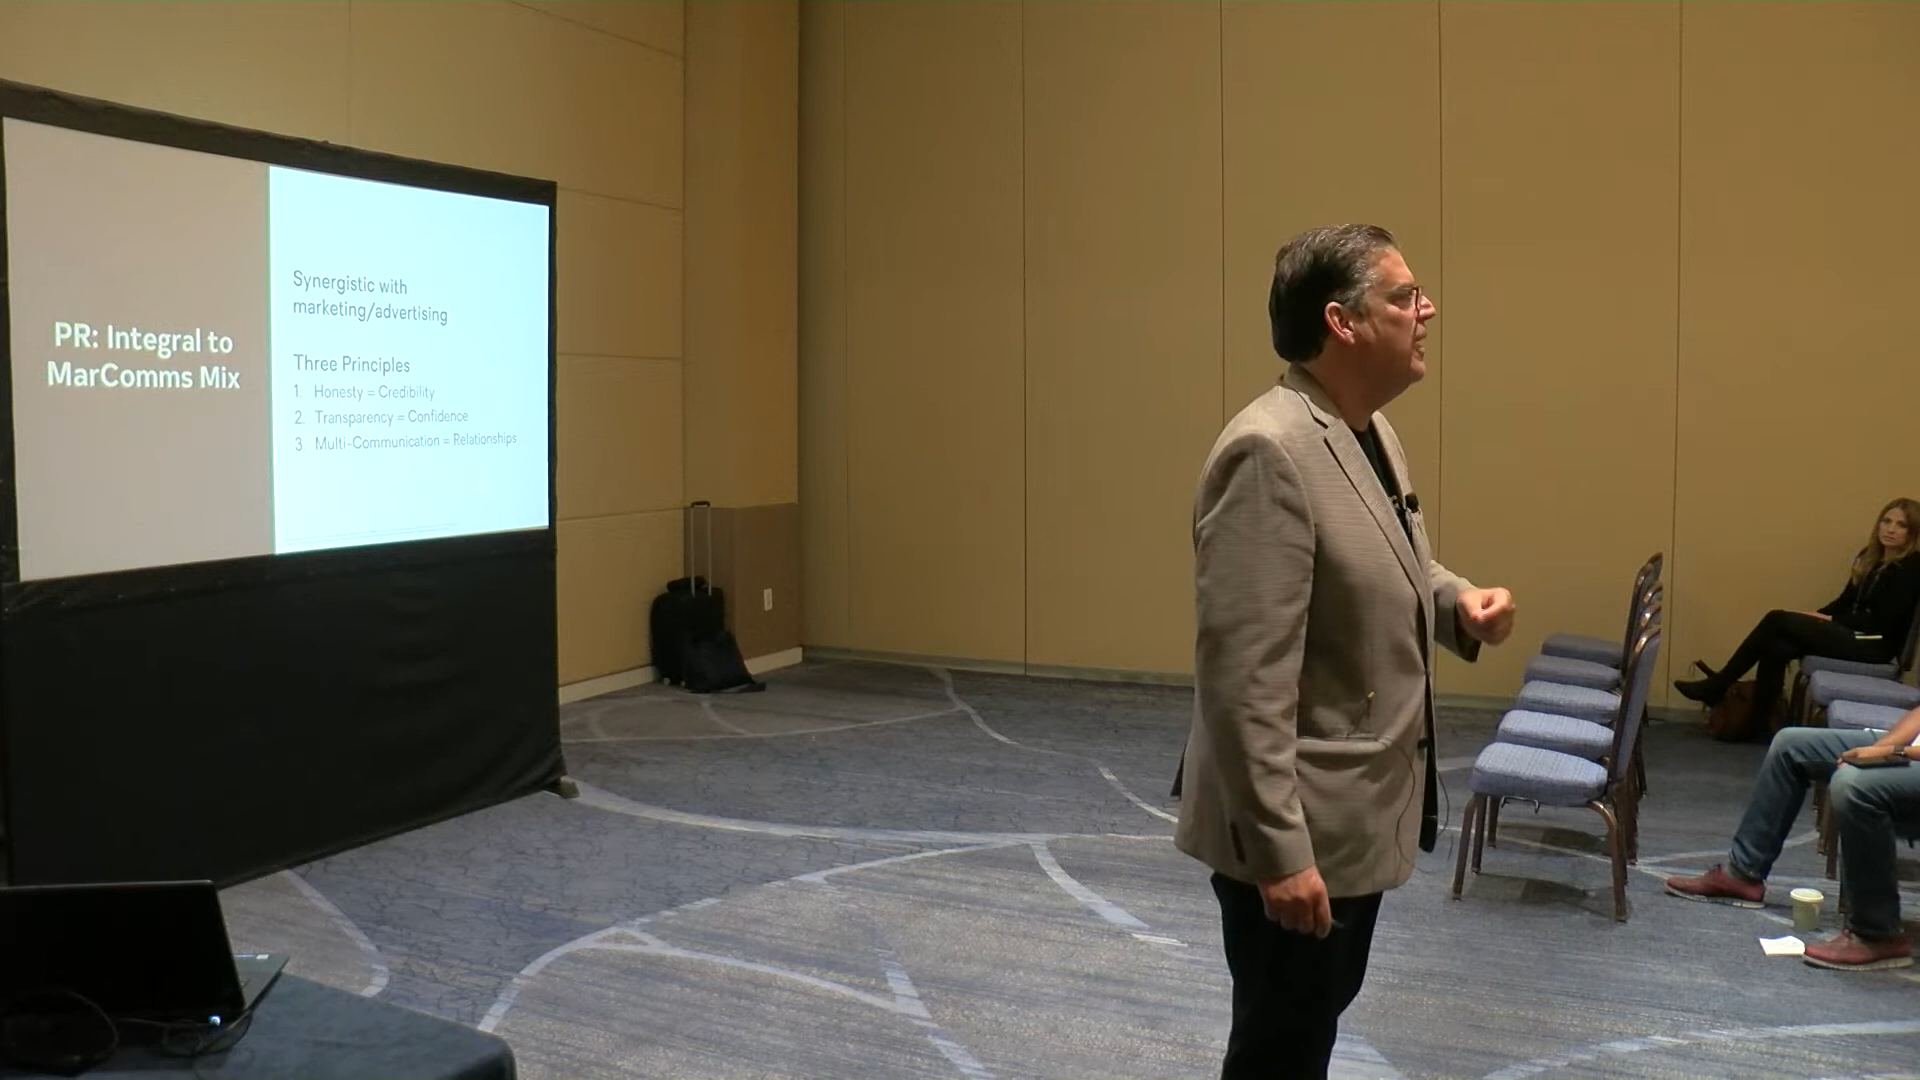 PR: Integral to
MarComms Mix
Synergistic with
marketing/advertising
Three Principles
1. Honesty = Credibility
2. Transparency = Confidence
3. Multi-Communication = Relationships